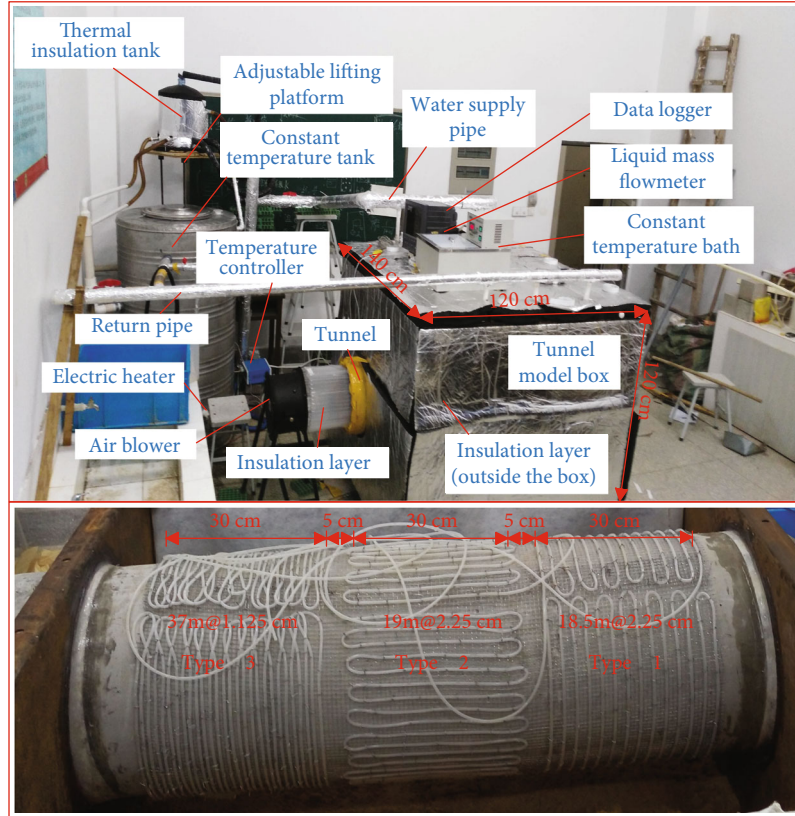 Thermal
insulation tank
Adjustable lifting
platform
Constant
temperature tank
Water supply
pipe
Data logger
Liquid mass
flowmeter
Constant
temperature bath
Temperature
controller
140 cm
120 cm
Return pipe
Tunnel
Tunnel
model box
120 cm
Electric heater
Air blower
Insulation layer
Insulation layer
(outside the box)
30 cm
5 cm
30 cm
5 cm
30 cm
37m@1.125 cm
19m@2.25 cm
18.5m@2.25 cm
Type 3
Type 2
Type 1